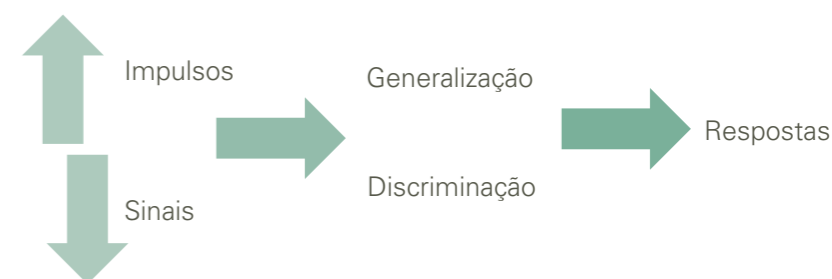 Impulsos
Sinais
Generalização
Discriminação
Respostas